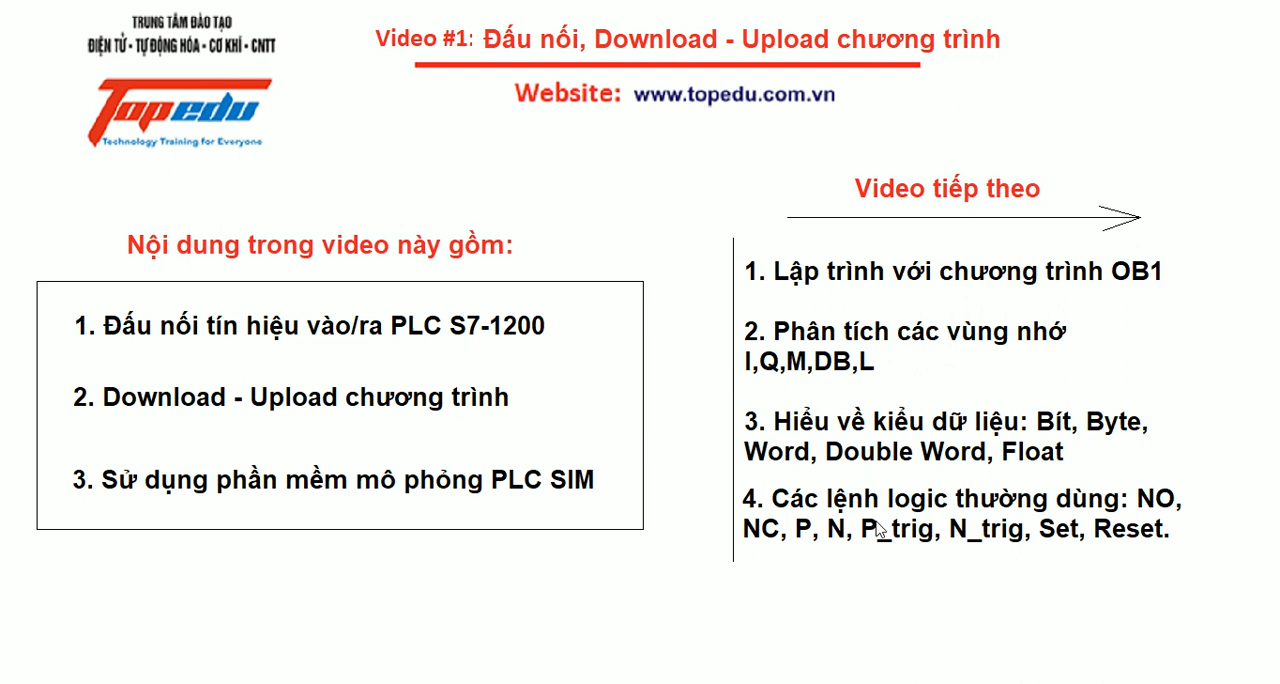 TRUNG TÂM ĐÀO TẠO
ĐIỆN TỬ - TỰ ĐỘNG HÓA - CƠ KHÍ - CNTT
Topedu
Technology Training for Everyone
Video #1: Đấu nối, Download - Upload chương trình
Website: www.topedu.com.vn
Nội dung trong video này gồm:
1. Đấu nối tín hiệu vào/ra PLC S7-1200
2. Download - Upload chương trình
3. Sử dụng phần mềm mô phỏng PLC SIM
Video tiếp theo
1. Lập trình với chương trình OB1
2. Phân tích các vùng nhớ
I,Q,M,DB,L
3. Hiểu về kiểu dữ liệu: Bít, Byte,
Word, Double Word, Float
4. Các lệnh logic thường dùng: NO,
NC, P, N, P_trig, N_trig, Set, Reset.